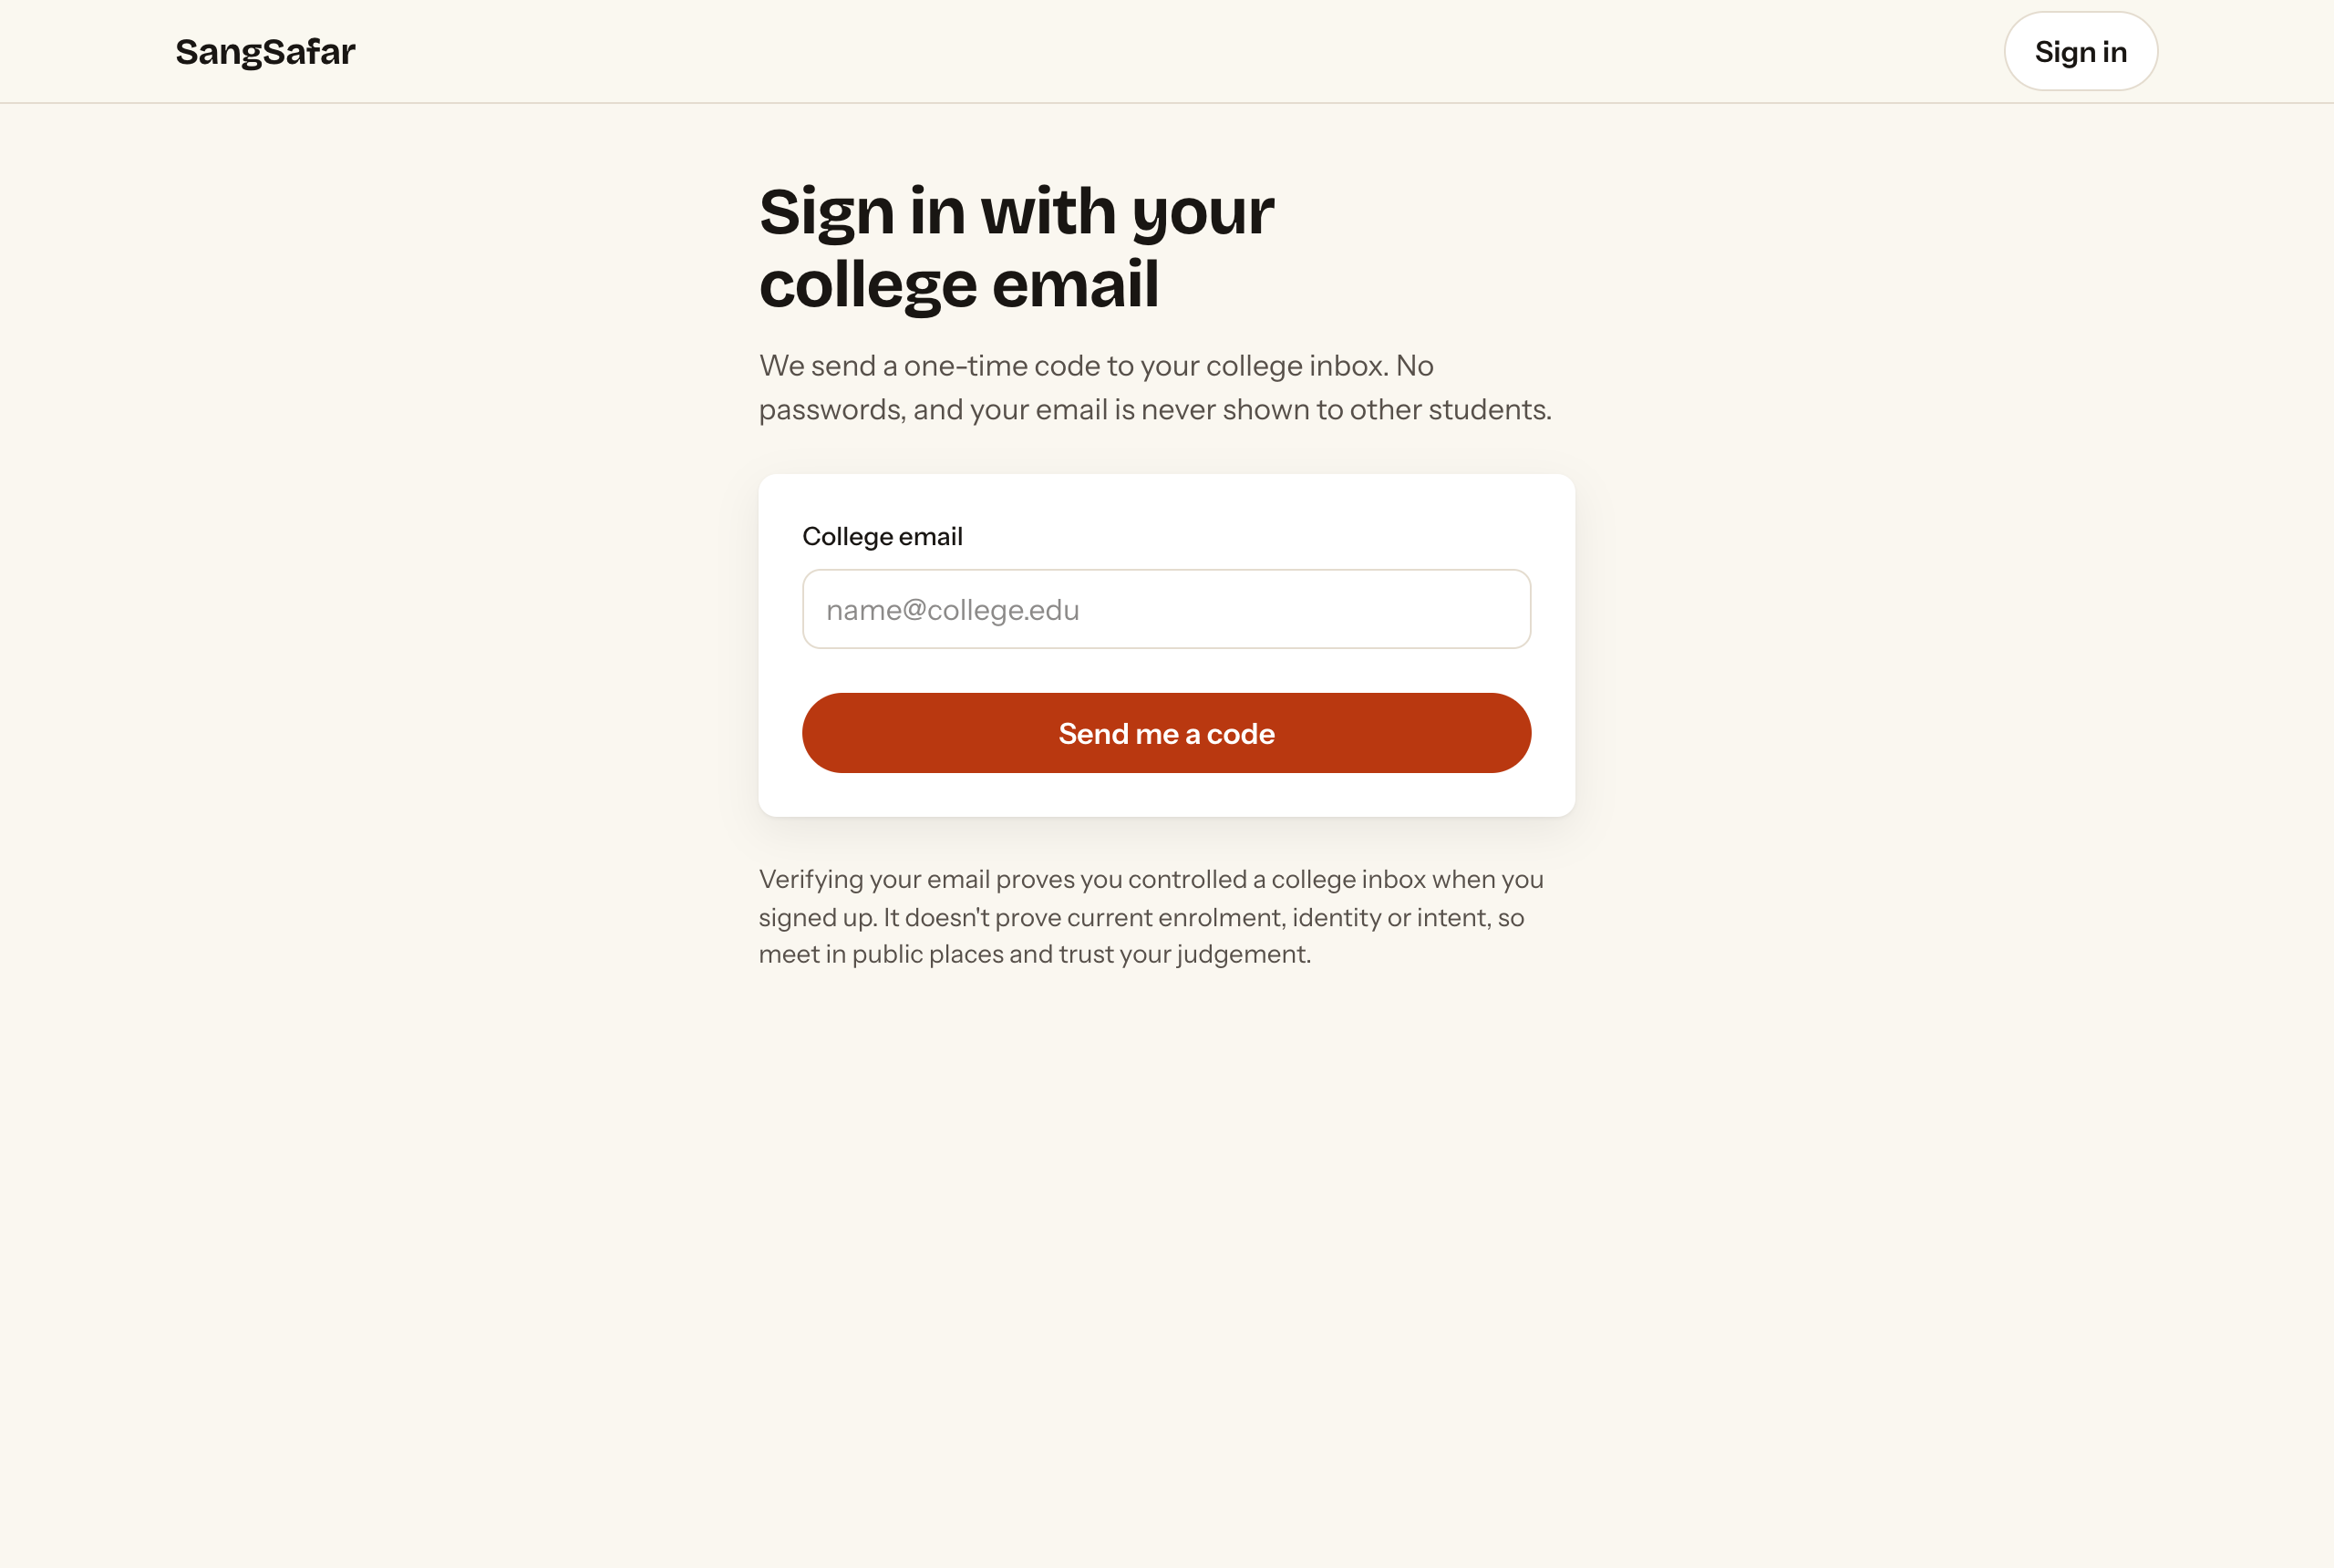 SangSafar
Sign in
Sign in with your
college email
We send a one-time code to your college inbox. No
passwords, and your email is never shown to other students.
College email
name@college.edu
Send me a code
Verifying your email proves you controlled a college inbox when you
signed up. It doesn't prove current enrolment, identity or intent, so
meet in public places and trust your judgement.